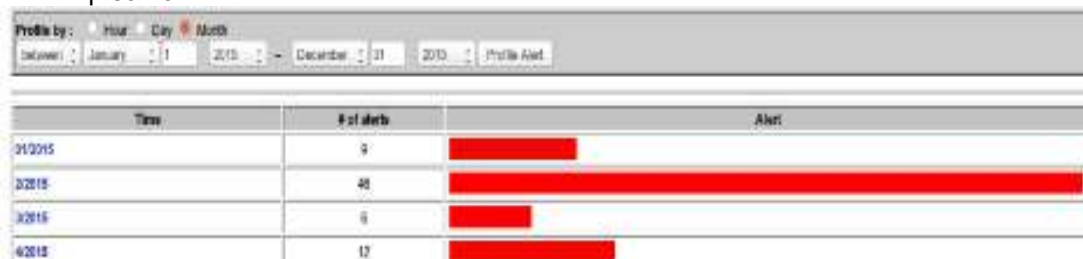 Profile by : Hour Day Month
between January 1 2015 - December 31 2015 Profile Alert
Time # of alerts Alert
01/2015 9
2/2015 46
3/2015 6
4/2015 12